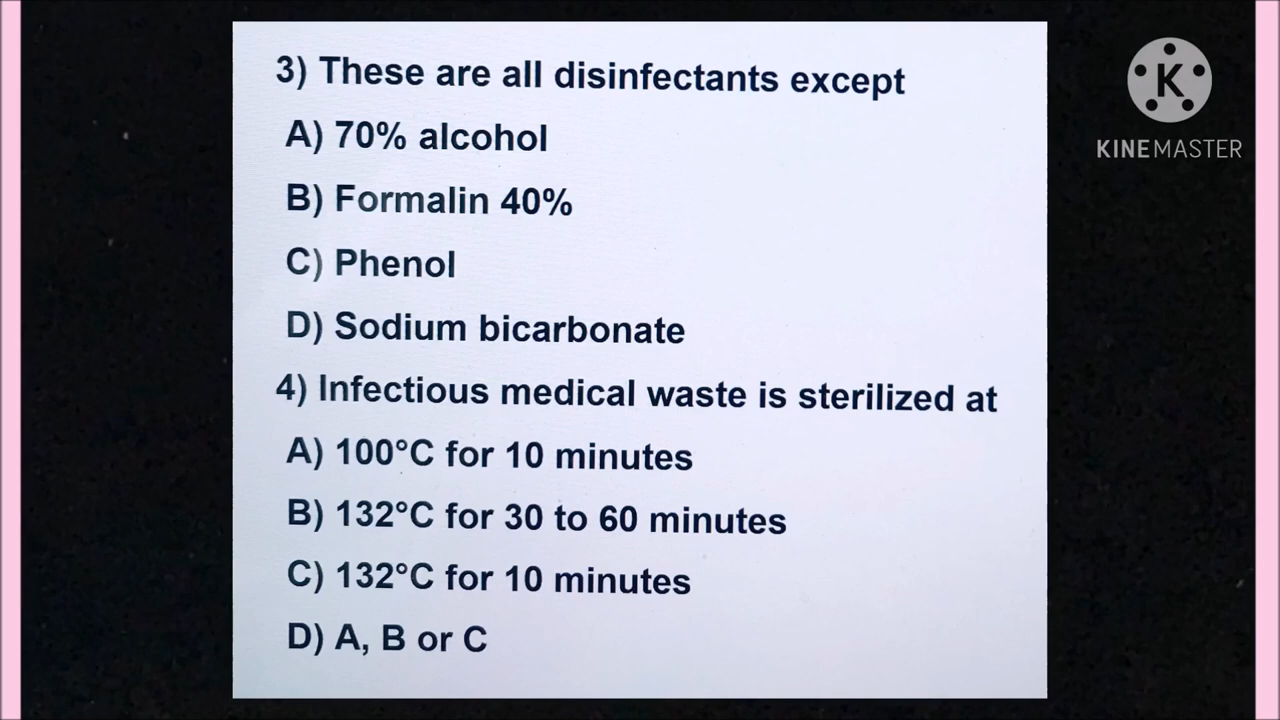 3) These are all disinfectants except
A) 70% alcohol
B) Formalin 40%
C) Phenol
D) Sodium bicarbonate
4) Infectious medical waste is sterilized at
A) 100°C for 10 minutes
B) 132°C for 30 to 60 minutes
C) 132°C for 10 minutes
D) A, B or C
K
KINEMASTER